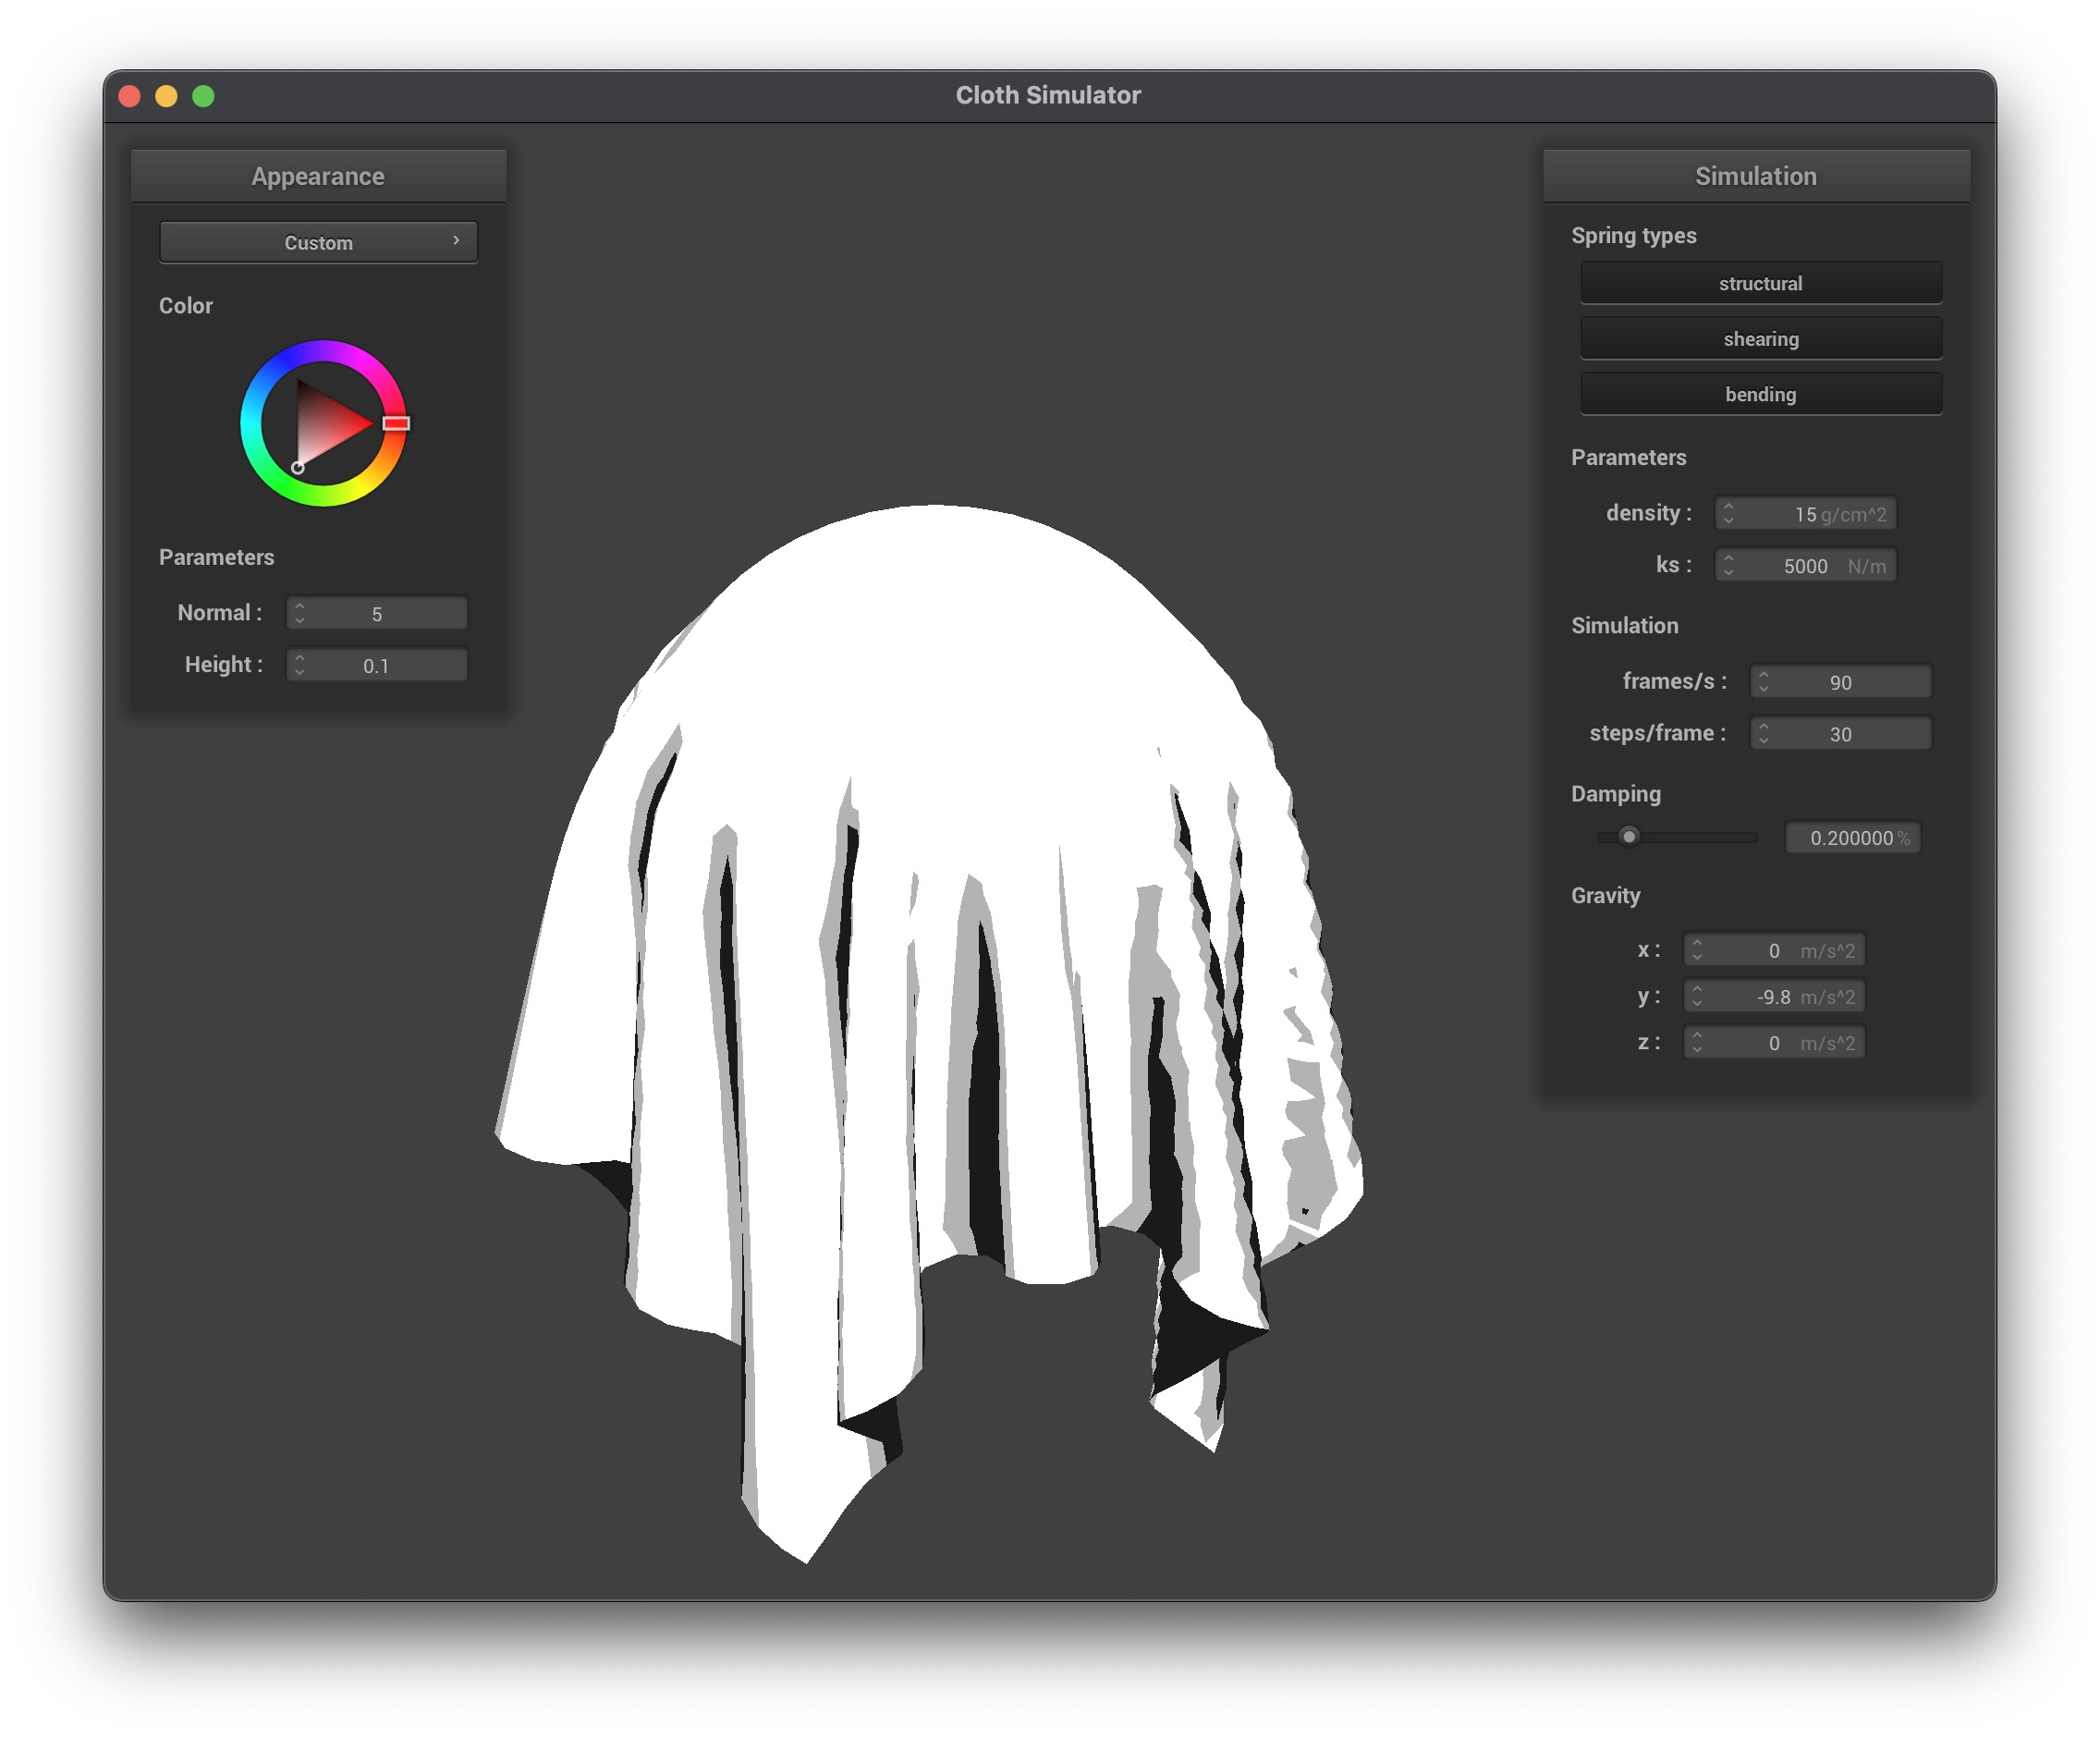 Cloth Simulator
Appearance
Custom
Color
Parameters
Normal : 5
Height : 0.1
Simulation
Spring types
structural
shearing
bending
Parameters
density : 15 g/cm^2
ks : 5000 N/m
Simulation
frames/s : 90
steps/frame : 30
Damping
0.200000 %
Gravity
x : 0 m/s^2
y : -9.8 m/s^2
z : 0 m/s^2